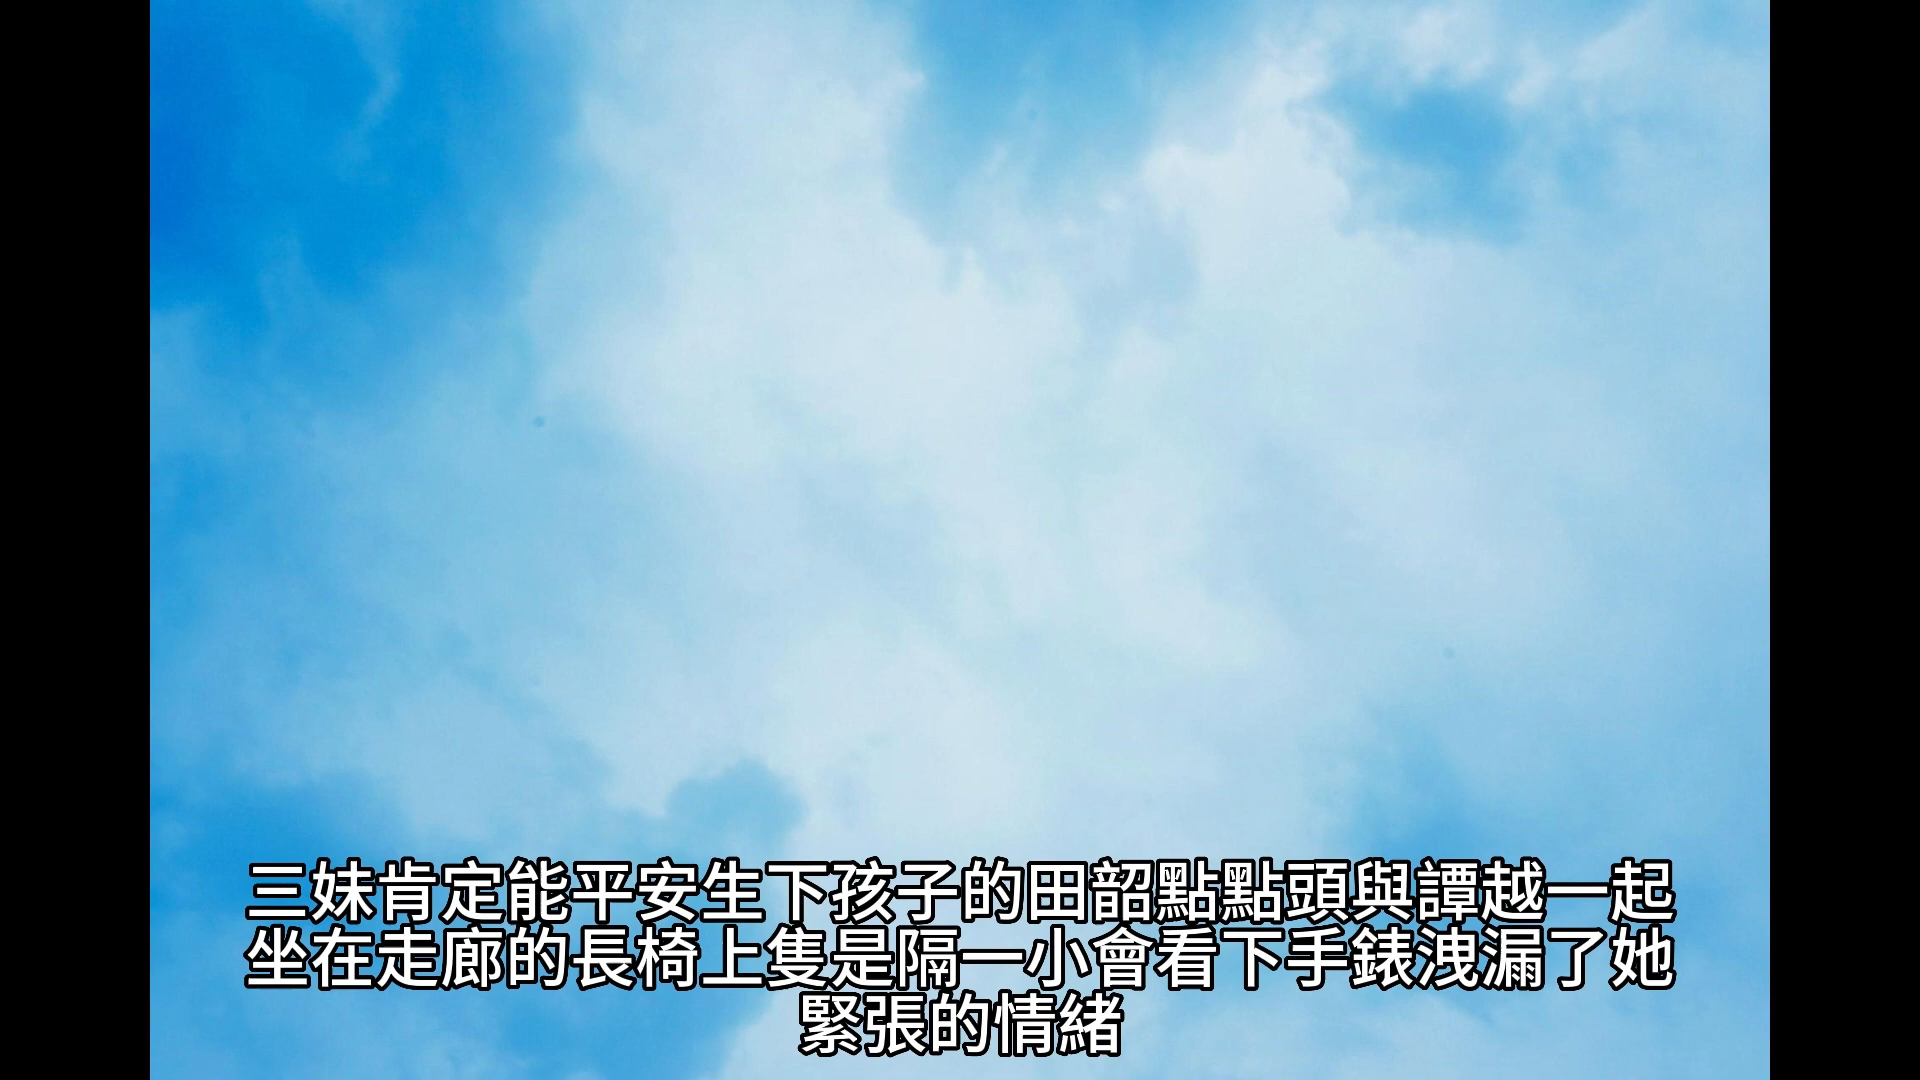 三妹肯定能平安生下孩子的田韶點點頭與譚越一起
坐在走廊的長椅上隻是隔一小會看下手錶洩漏了她
緊張的情緒